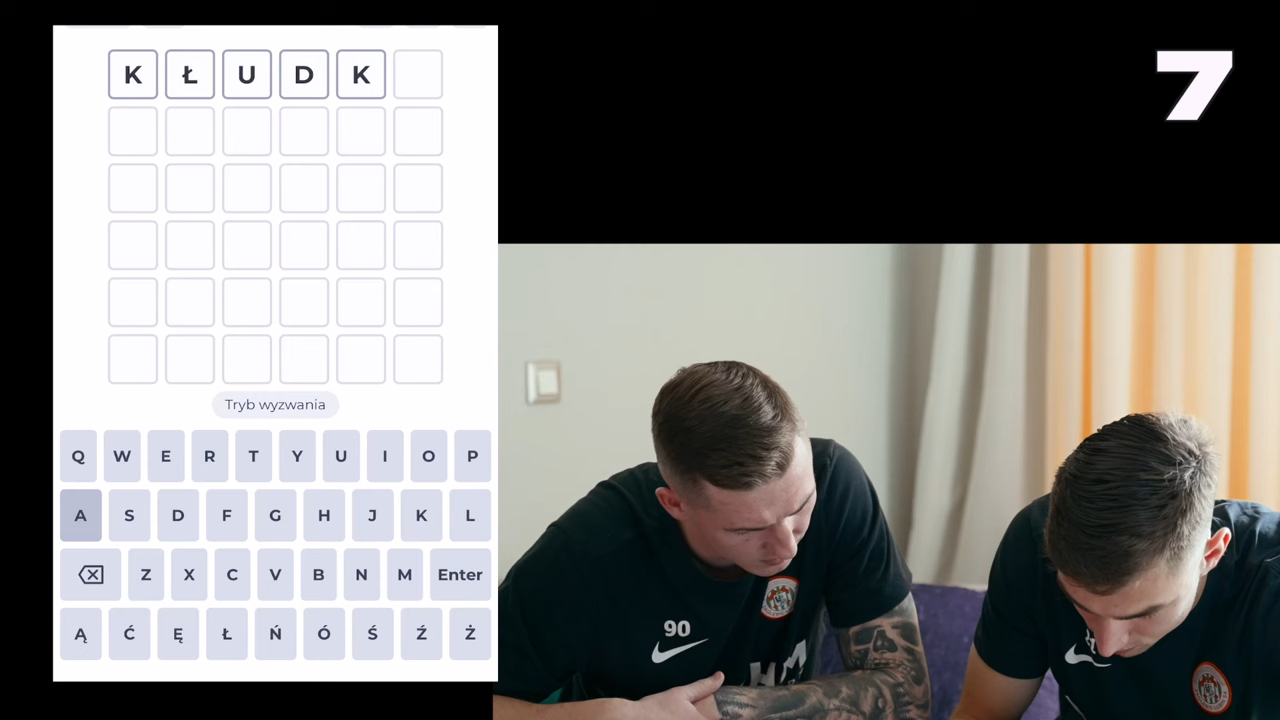 K Ł U D K
7
Tryb wyzwania
Q W E R T Y U I O P
A S D F G H J K L
Z X C V B N M Enter
Ą Ć Ę Ł Ń Ó Ś Ź Ż
90